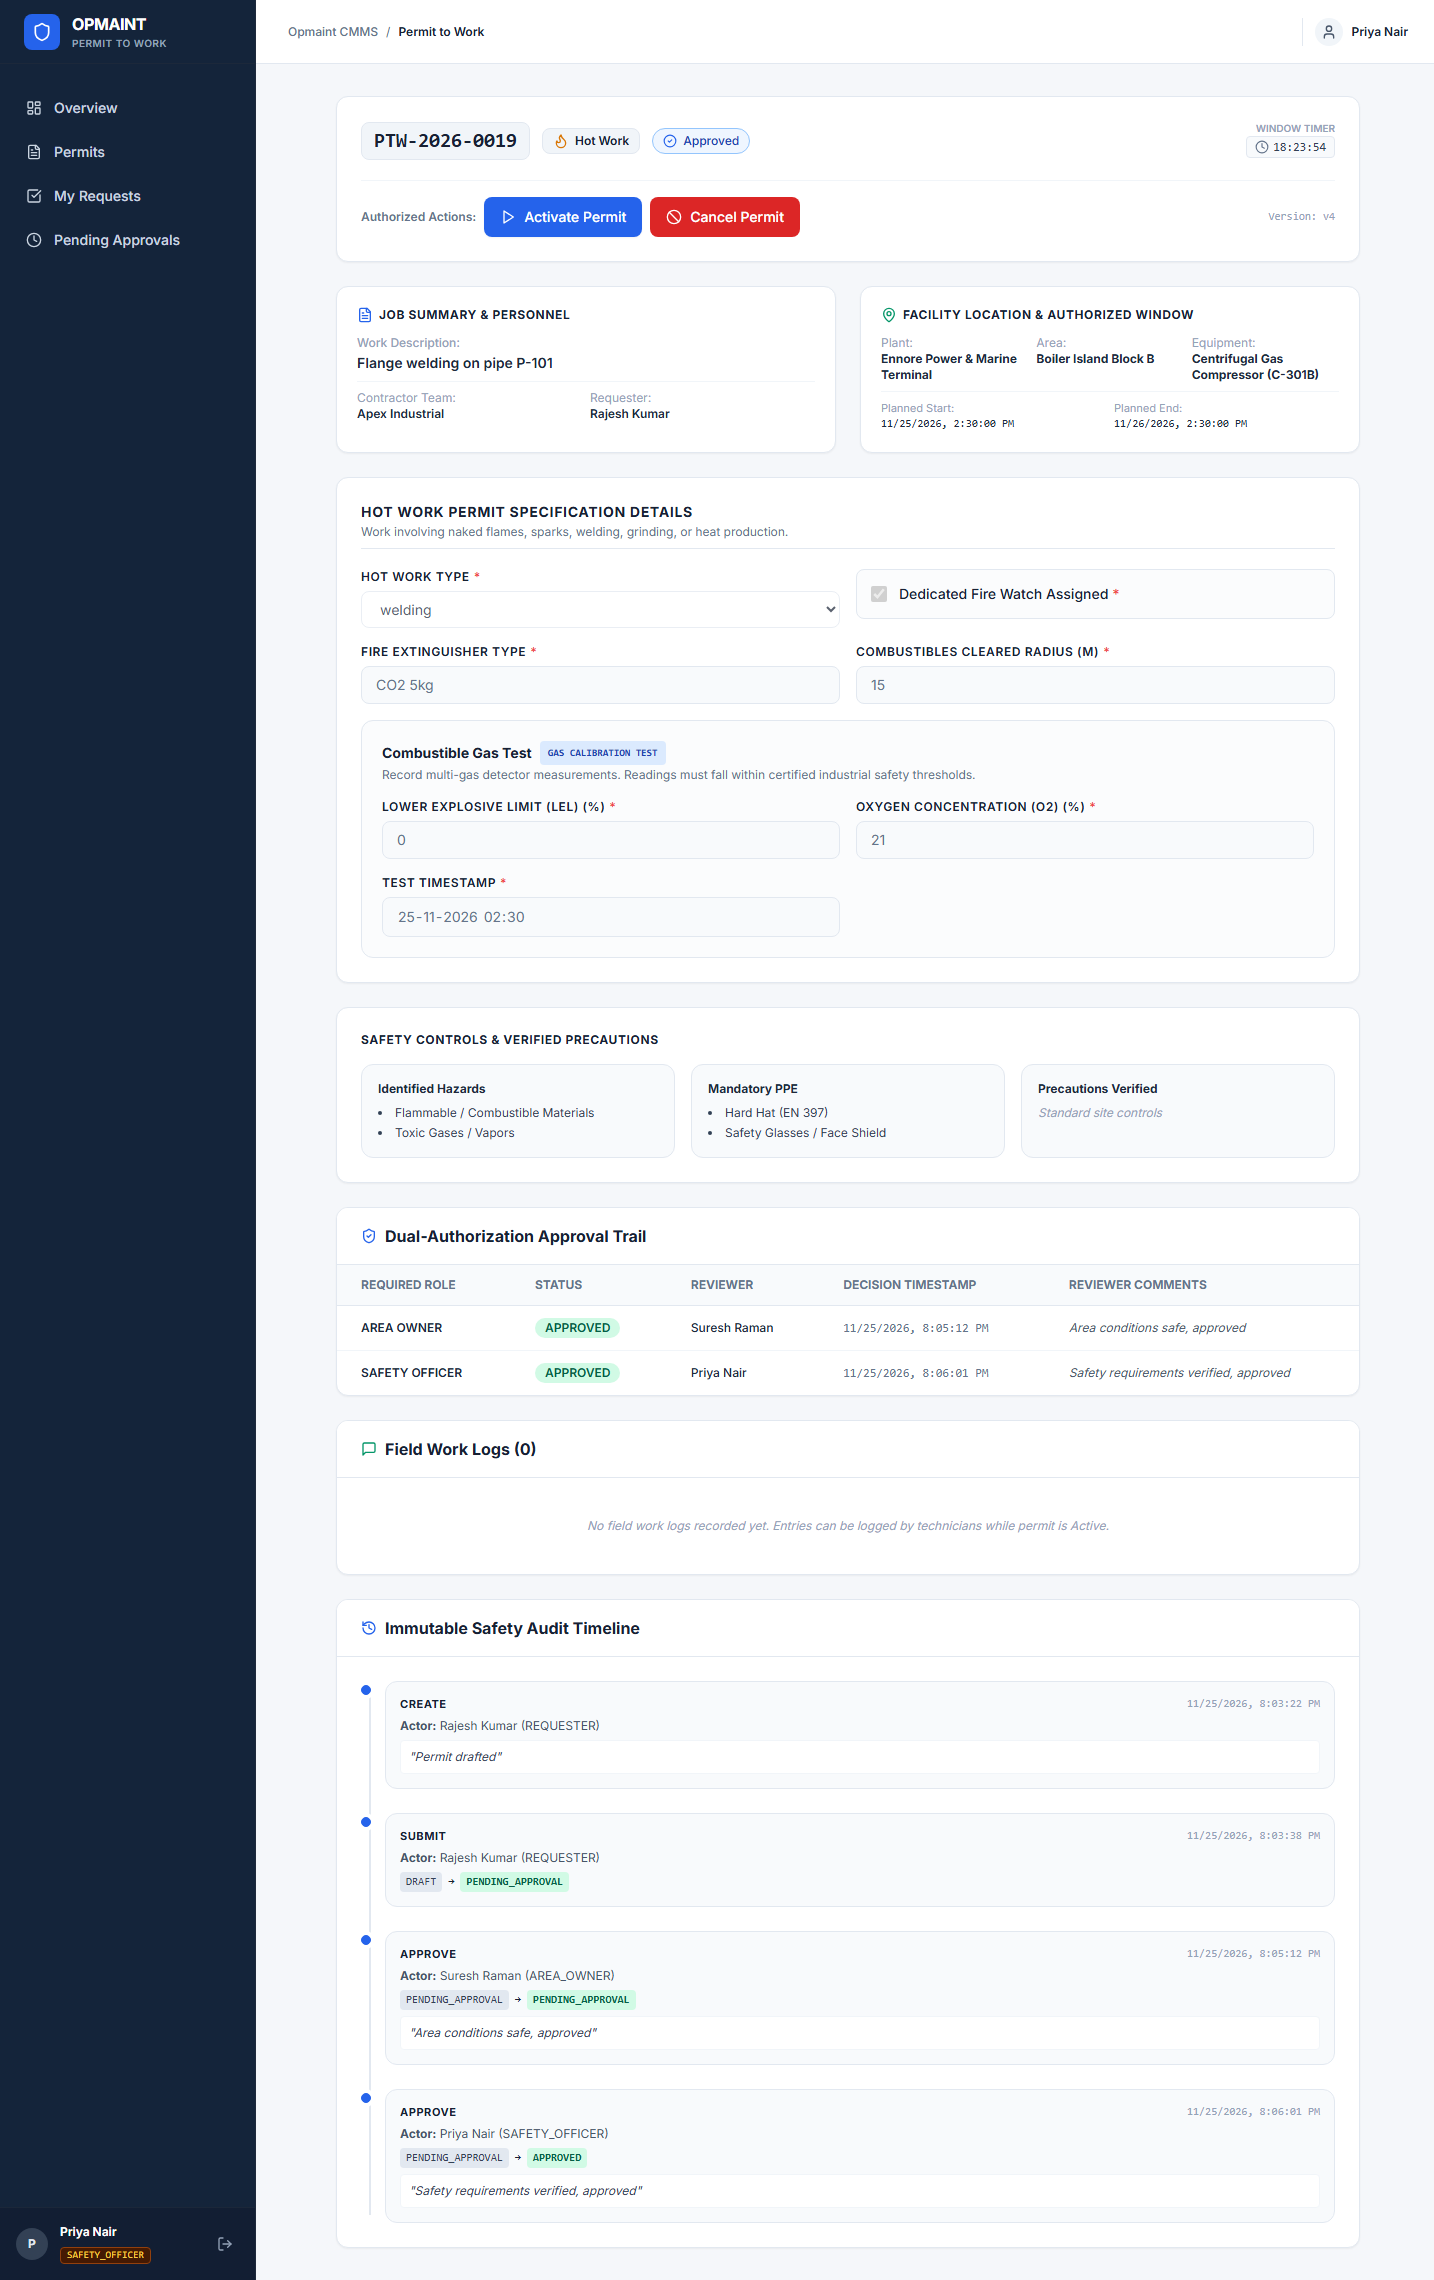 OPMAINT
PERMIT TO WORK
Overview
Permits
My Requests
Pending Approvals
Opmaint CMMS / Permit to Work
Priya Nair
PTW-2026-0019
Hot Work
Approved
WINDOW TIMER
18:23:54
Authorized Actions:
Activate Permit
Cancel Permit
Version: v4
JOB SUMMARY & PERSONNEL
Work Description:
Flange welding on pipe P-101
Contractor Team:
Apex Industrial
Requester:
Rajesh Kumar
FACILITY LOCATION & AUTHORIZED WINDOW
Plant:
Ennore Power & Marine
Terminal
Area:
Boiler Island Block B
Equipment:
Centrifugal Gas
Compressor (C-301B)
Planned Start:
11/25/2026, 2:30:00 PM
Planned End:
11/26/2026, 2:30:00 PM
HOT WORK PERMIT SPECIFICATION DETAILS
Work involving naked flames, sparks, welding, grinding, or heat production.
HOT WORK TYPE *
welding
Dedicated Fire Watch Assigned *
FIRE EXTINGUISHER TYPE *
CO2 5kg
COMBUSTIBLES CLEARED RADIUS (M) *
15
Combustible Gas Test
GAS CALIBRATION TEST
Record multi-gas detector measurements. Readings must fall within certified industrial safety thresholds.
LOWER EXPLOSIVE LIMIT (LEL) (%) *
0
OXYGEN CONCENTRATION (O2) (%) *
21
TEST TIMESTAMP *
25-11-2026 02:30
SAFETY CONTROLS & VERIFIED PRECAUTIONS
Identified Hazards
• Flammable / Combustible Materials
• Toxic Gases / Vapors
Mandatory PPE
• Hard Hat (EN 397)
• Safety Glasses / Face Shield
Precautions Verified
Standard site controls
Dual-Authorization Approval Trail
REQUIRED ROLE STATUS REVIEWER DECISION TIMESTAMP REVIEWER COMMENTS
AREA OWNER APPROVED Suresh Raman 11/25/2026, 8:05:12 PM Area conditions safe, approved
SAFETY OFFICER APPROVED Priya Nair 11/25/2026, 8:06:01 PM Safety requirements verified, approved
Field Work Logs (0)
No field work logs recorded yet. Entries can be logged by technicians while permit is Active.
Immutable Safety Audit Timeline
CREATE
11/25/2026, 8:03:22 PM
Actor: Rajesh Kumar (REQUESTER)
"Permit drafted"
SUBMIT
11/25/2026, 8:03:38 PM
Actor: Rajesh Kumar (REQUESTER)
DRAFT → PENDING_APPROVAL
APPROVE
11/25/2026, 8:05:12 PM
Actor: Suresh Raman (AREA_OWNER)
PENDING_APPROVAL → PENDING_APPROVAL
"Area conditions safe, approved"
APPROVE
11/25/2026, 8:06:01 PM
Actor: Priya Nair (SAFETY_OFFICER)
PENDING_APPROVAL → APPROVED
"Safety requirements verified, approved"
P
Priya Nair
SAFETY_OFFICER